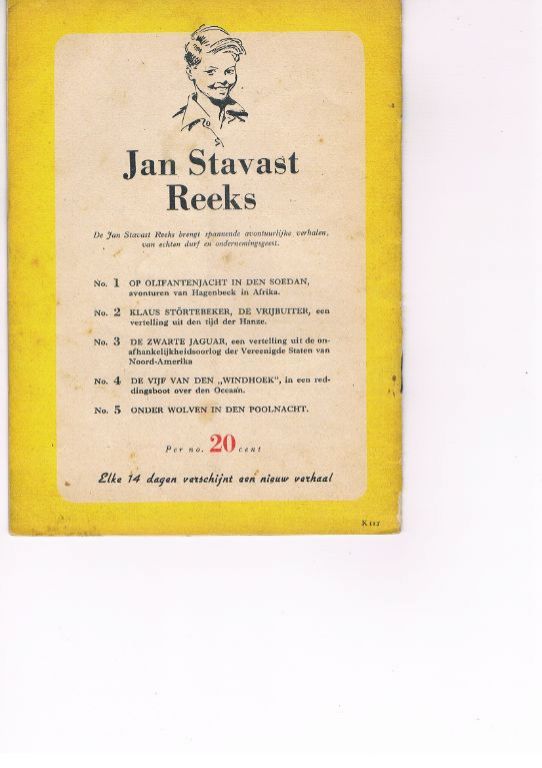 Jan Stavast
Reeks
De Jan Stavast Reeks brengt spannende avontuurlijke verhalen,
van echten durf en ondernemingsgeest.
No. 1 OP OLIFANTENJACHT IN DEN SOEDAN,
avonturen van Hagenbeck in Afrika.
No. 2 KLAUS STÖRTEBEKER, DE VRIJBUITER, een
vertelling uit den tijd der Hanze.
No. 3 DE ZWARTE JAGUAR, een vertelling uit de on-
afhankelijkheidsoorlog der Vereenigde Staten van
Noord-Amerika
No. 4 DE VIJF VAN DEN „WINDHOEK", in een red-
dingsboot over den Oceaan.
No. 5 ONDER WOLVEN IN DEN POOLNACHT.
Per no. 20 cent
Elke 14 dagen verschijnt een nieuw verhaal